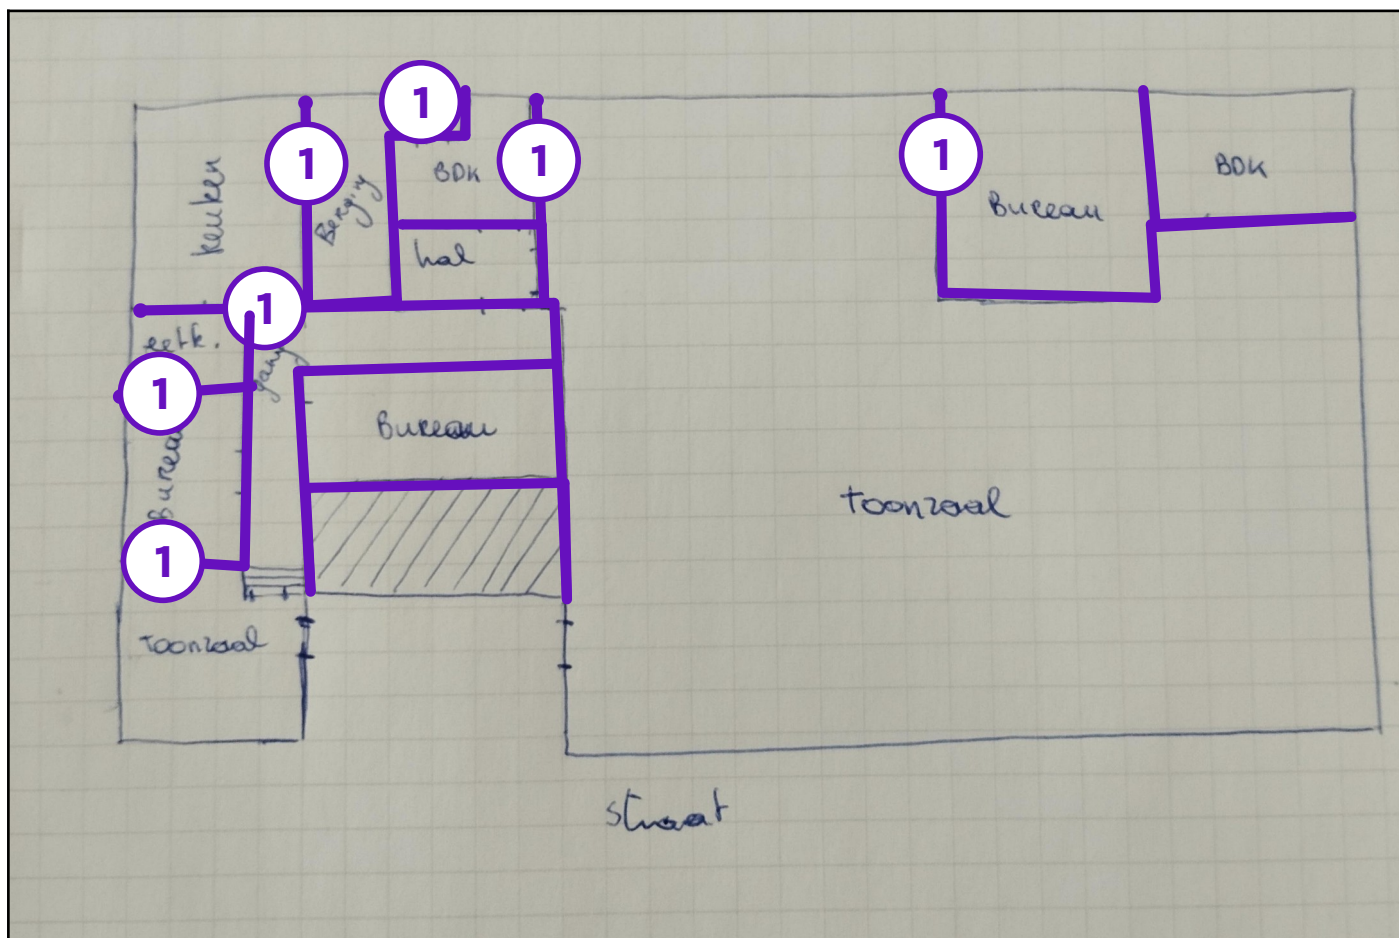 1
1
1
BDK
1
Bureau
BDK
keuken
Berging
hal
1
eetk.
gang
1
Bureau
Bureau
toonzaal
1
toonzaal
straat